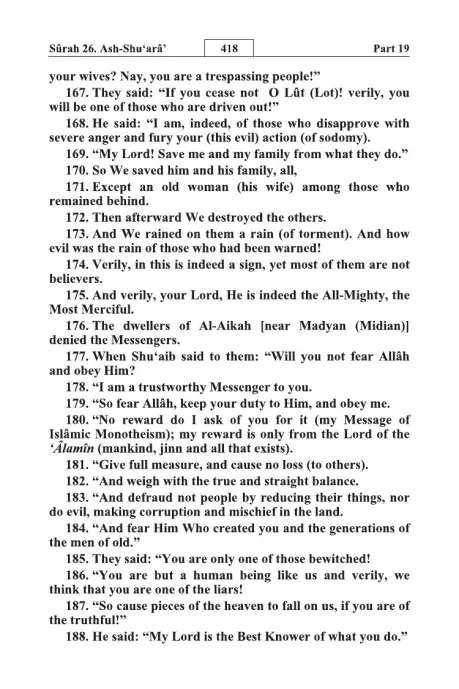 Sûrah 26. Ash-Shu‘arâ’ 418 Part 19
your wives? Nay, you are a trespassing people!”
167. They said: “If you cease not O Lût (Lot)! verily, you
will be one of those who are driven out!”
168. He said: “I am, indeed, of those who disapprove with
severe anger and fury your (this evil) action (of sodomy).
169. “My Lord! Save me and my family from what they do.”
170. So We saved him and his family, all,
171. Except an old woman (his wife) among those who
remained behind.
172. Then afterward We destroyed the others.
173. And We rained on them a rain (of torment). And how
evil was the rain of those who had been warned!
174. Verily, in this is indeed a sign, yet most of them are not
believers.
175. And verily, your Lord, He is indeed the All-Mighty, the
Most Merciful.
176. The dwellers of Al-Aikah [near Madyan (Midian)]
denied the Messengers.
177. When Shu‘aib said to them: “Will you not fear Allâh
and obey Him?
178. “I am a trustworthy Messenger to you.
179. “So fear Allâh, keep your duty to Him, and obey me.
180. “No reward do I ask of you for it (my Message of
Islâmic Monotheism); my reward is only from the Lord of the
‘Âlamîn (mankind, jinn and all that exists).
181. “Give full measure, and cause no loss (to others).
182. “And weigh with the true and straight balance.
183. “And defraud not people by reducing their things, nor
do evil, making corruption and mischief in the land.
184. “And fear Him Who created you and the generations of
the men of old.”
185. They said: “You are only one of those bewitched!
186. “You are but a human being like us and verily, we
think that you are one of the liars!
187. “So cause pieces of the heaven to fall on us, if you are of
the truthful!”
188. He said: “My Lord is the Best Knower of what you do.”